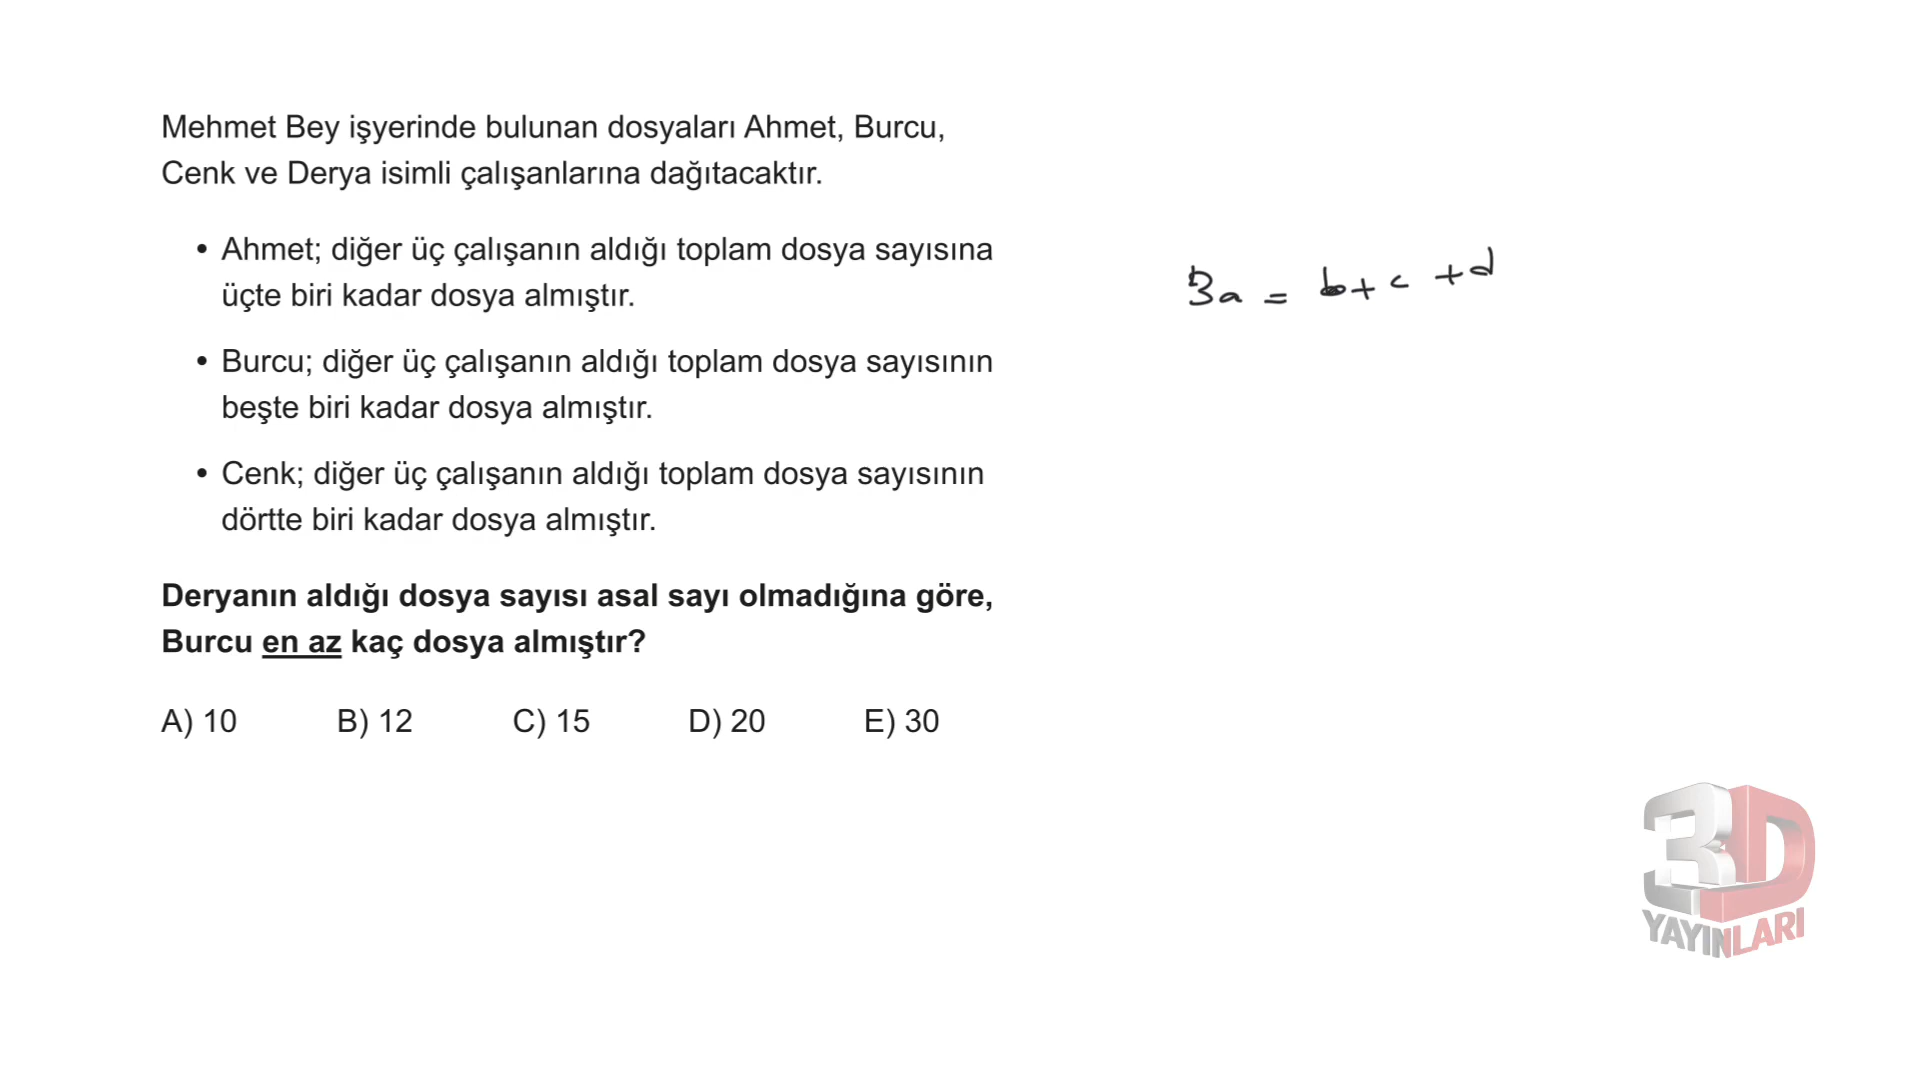 Mehmet Bey işyerinde bulunan dosyaları Ahmet, Burcu,
Cenk ve Derya isimli çalışanlarına dağıtacaktır.
• Ahmet; diğer üç çalışanın aldığı toplam dosya sayısına
üçte biri kadar dosya almıştır.
3a = b+c+d
• Burcu; diğer üç çalışanın aldığı toplam dosya sayısının
beşte biri kadar dosya almıştır.
• Cenk; diğer üç çalışanın aldığı toplam dosya sayısının
dörtte biri kadar dosya almıştır.
Deryanın aldığı dosya sayısı asal sayı olmadığına göre,
Burcu en az kaç dosya almıştır?
A) 10 B) 12 C) 15 D) 20 E) 30
3D
YAYINLARI